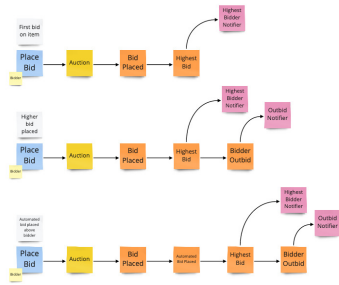 First bid
on item
Highest
Bidder
Notifier
Place
Bid
Auction
Bid
Placed
Highest
Bid
Bidder
Higher
bid
placed
Highest
Bidder
Notifier
Outbid
Notifier
Place
Bid
Auction
Bid
Placed
Highest
Bid
Bidder
Outbid
Bidder
Highest
Bidder
Notifier
Automated
bid placed
above
Outbid
Notifier
Place
Bid
Auction
Bid
Placed
Automated
Bid Placed
Highest
Bid
Bidder
Outbid
Bidder